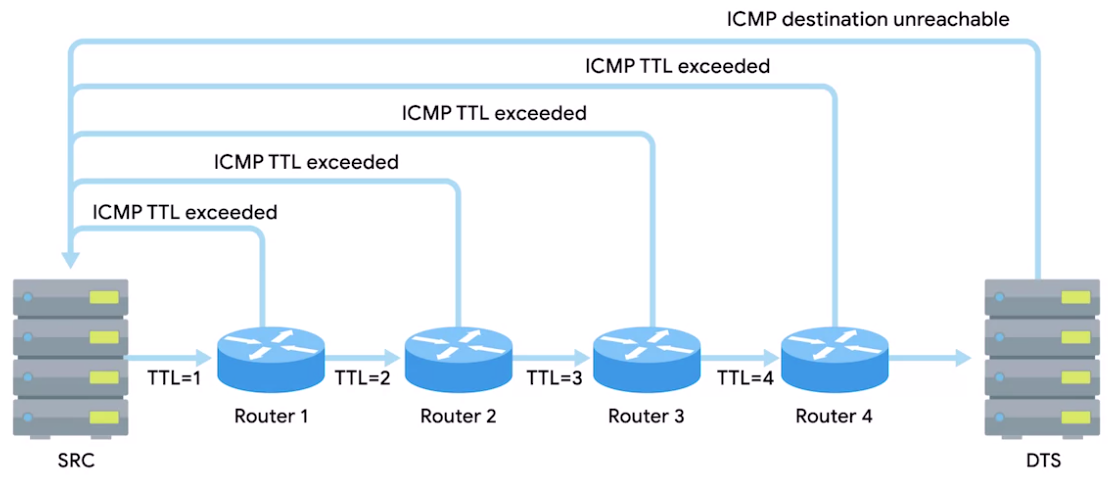 ICMP destination unreachable
ICMP TTL exceeded
ICMP TTL exceeded
ICMP TTL exceeded
ICMP TTL exceeded
TTL=1
TTL=2
TTL=3
TTL=4
Router 1
Router 2
Router 3
Router 4
SRC
DTS